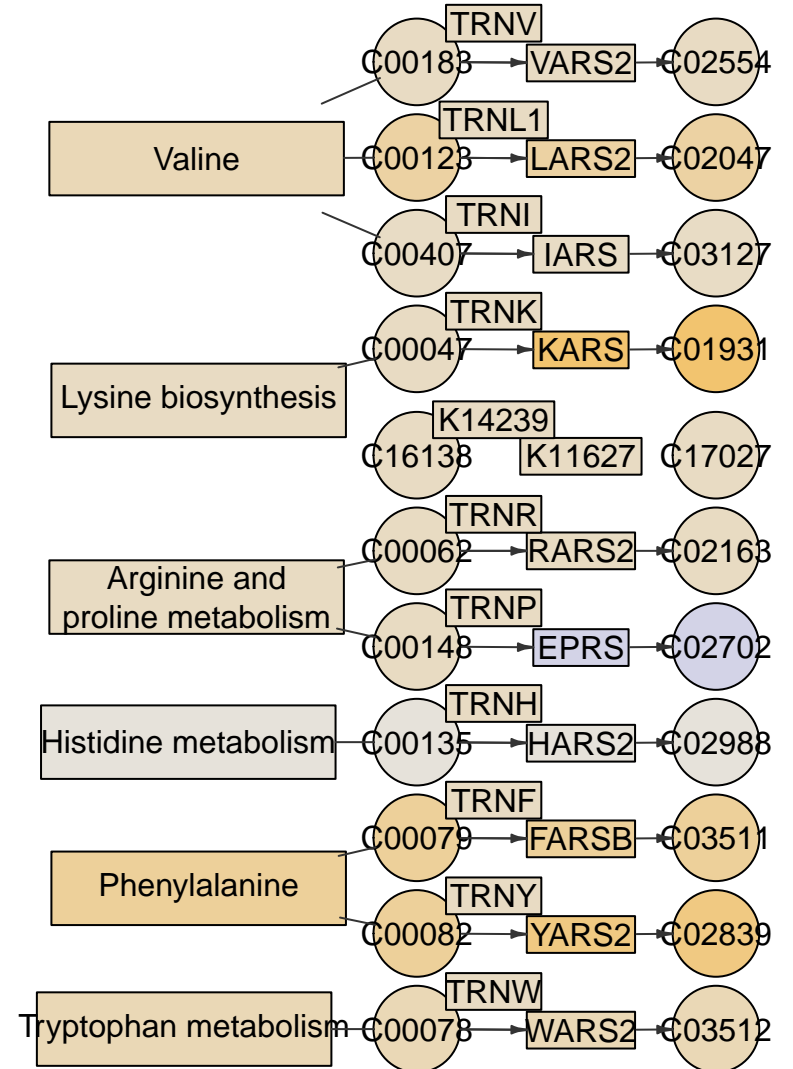 TRNV
C00183 VARS2 C02554
TRNL1
Valine C00123 LARS2 C02047
TRNI
C00407 IARS C03127
TRNK
C00047 KARS C01931
Lysine biosynthesis
K14239
C16138 K11627 C17027
TRNR
C00062 RARS2 C02163
Arginine and
proline metabolism
TRNP
C00148 EPRS C02702
TRNH
Histidine metabolism C00135 HARS2 C02988
TRNF
C00079 FARSB C03511
Phenylalanine
TRNY
C00082 YARS2 C02839
TRNW
Tryptophan metabolism C00078 WARS2 C03512